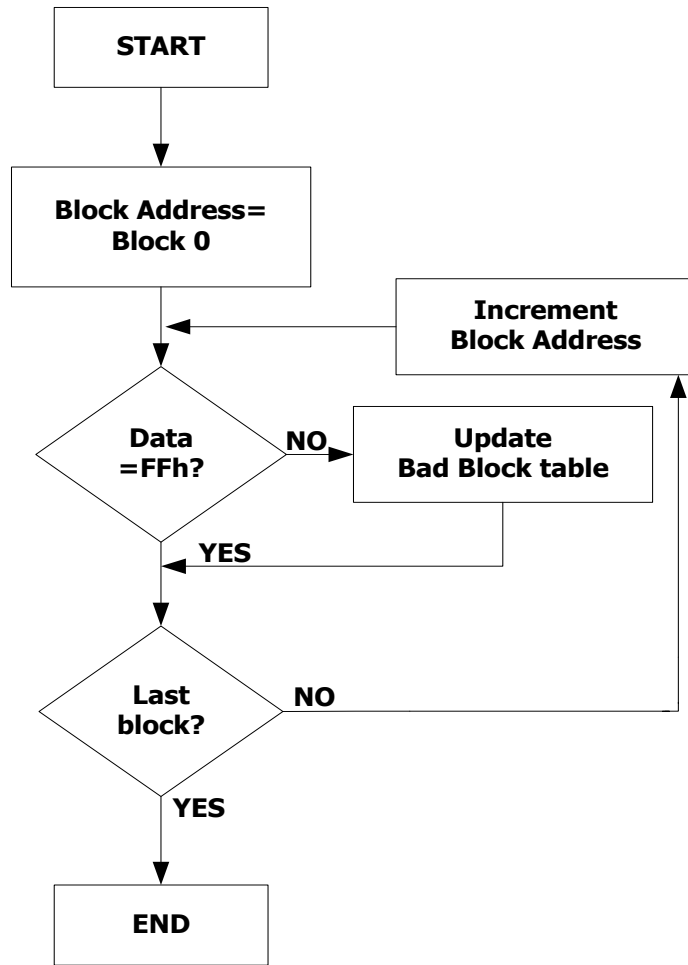 START
Block Address=
Block 0
Increment
Block Address
Data
=FFh?
NO
Update
Bad Block table
YES
Last
block?
NO
YES
END